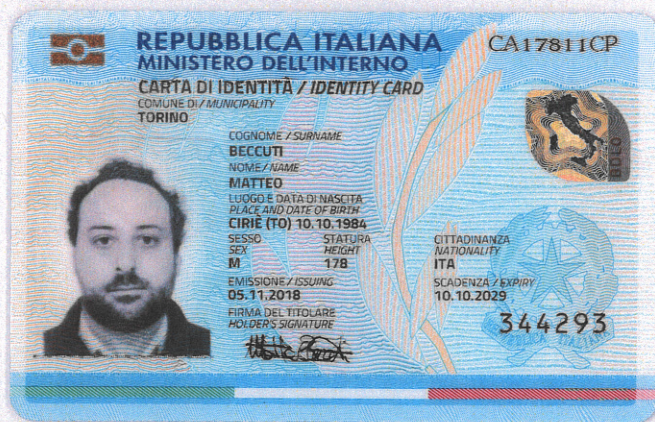 REPUBBLICA ITALIANA
CA17811CP
MINISTERO DELL'INTERNO
CARTA DI IDENTITÀ / IDENTITY CARD
COMUNE DI / MUNICIPALITY
TORINO
COGNOME / SURNAME
BECCUTI
NOME / NAME
MATTEO
LUOGO E DATA DI NASCITA
PLACE AND DATE OF BIRTH
CIRIÈ (TO) 10.10.1984
SESSO STATURA CITTADINANZA
SEX HEIGHT NATIONALITY
M 178 ITA
EMISSIONE / ISSUING SCADENZA / EXPIRY
05.11.2018 10.10.2029
FIRMA DEL TITOLARE
HOLDER'S SIGNATURE
344293